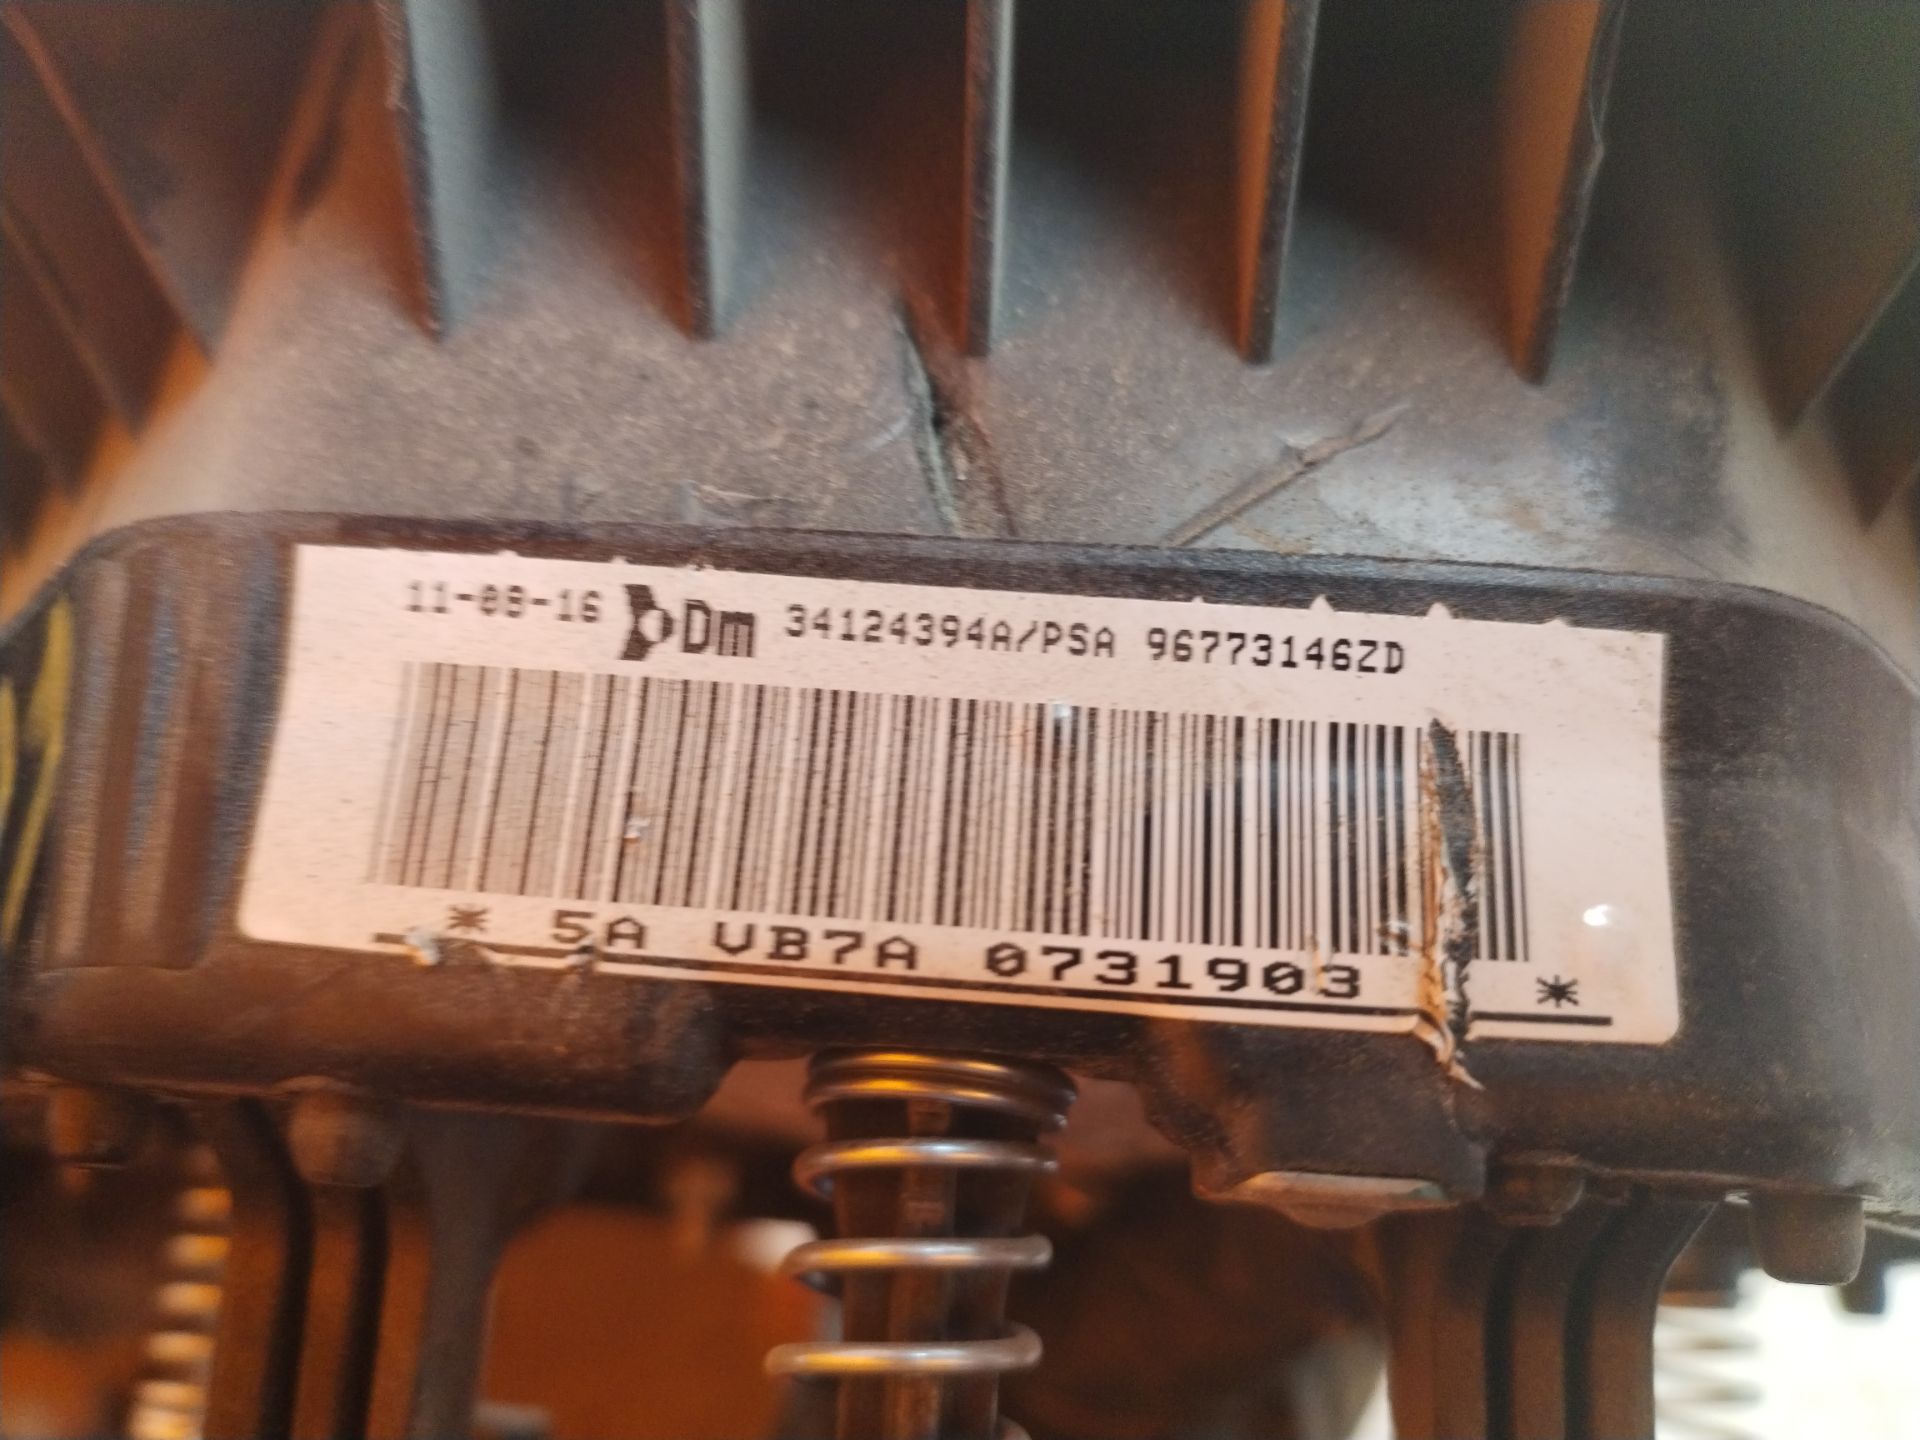 11-08-16 Dm 34124394A/PSA 96773146ZD
* 5A VB7A 0731903 *